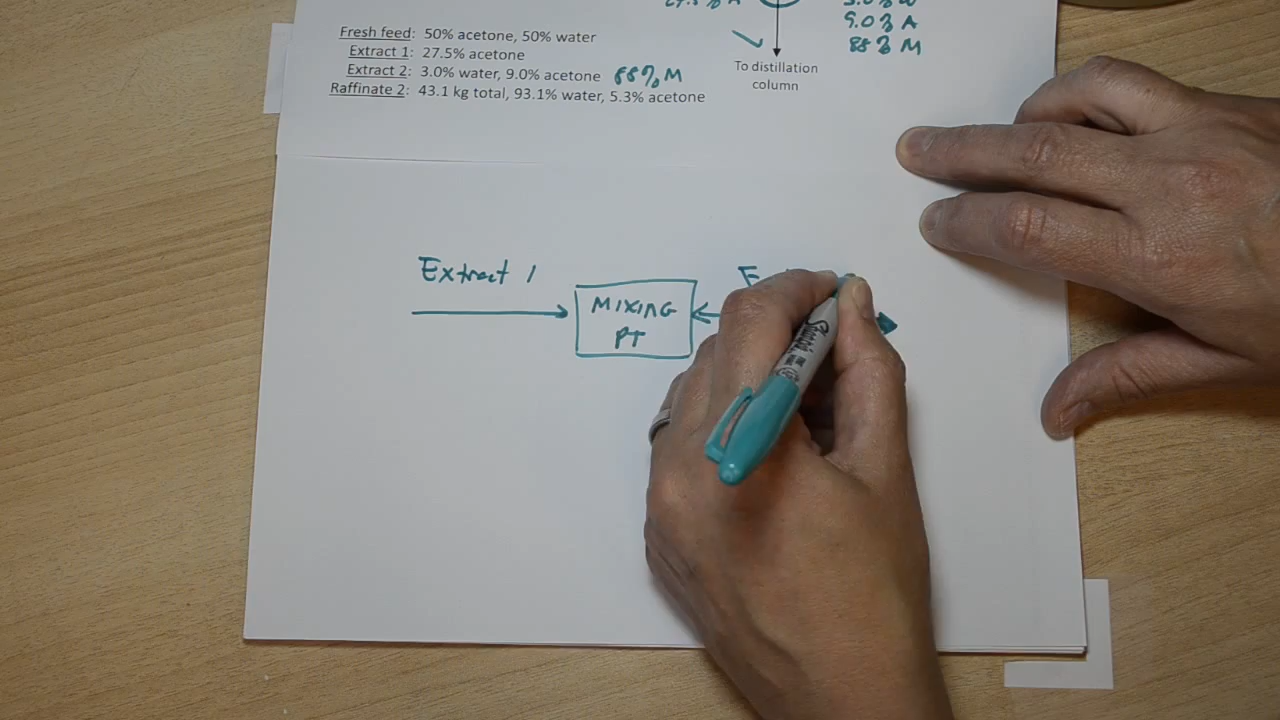 5.0% A
88% M
Fresh feed: 50% acetone, 50% water
Extract 1: 27.5% acetone
Extract 2: 3.0% water, 9.0% acetone 88% M
Raffinate 2: 43.1 kg total, 93.1% water, 5.3% acetone
To distillation
column
Extract 1
MIXING
PT
Sharpie